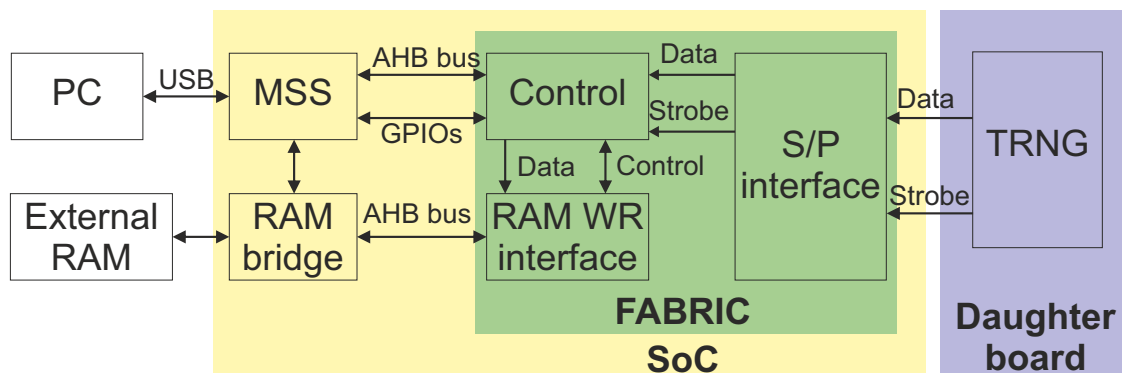 PC
USB
MSS
AHB bus
GPIOs
Control
Data
Strobe
S/P
interface
Data
Strobe
TRNG
Data
Control
External
RAM
RAM
bridge
AHB bus
RAM WR
interface
FABRIC
SoC
Daughter
board